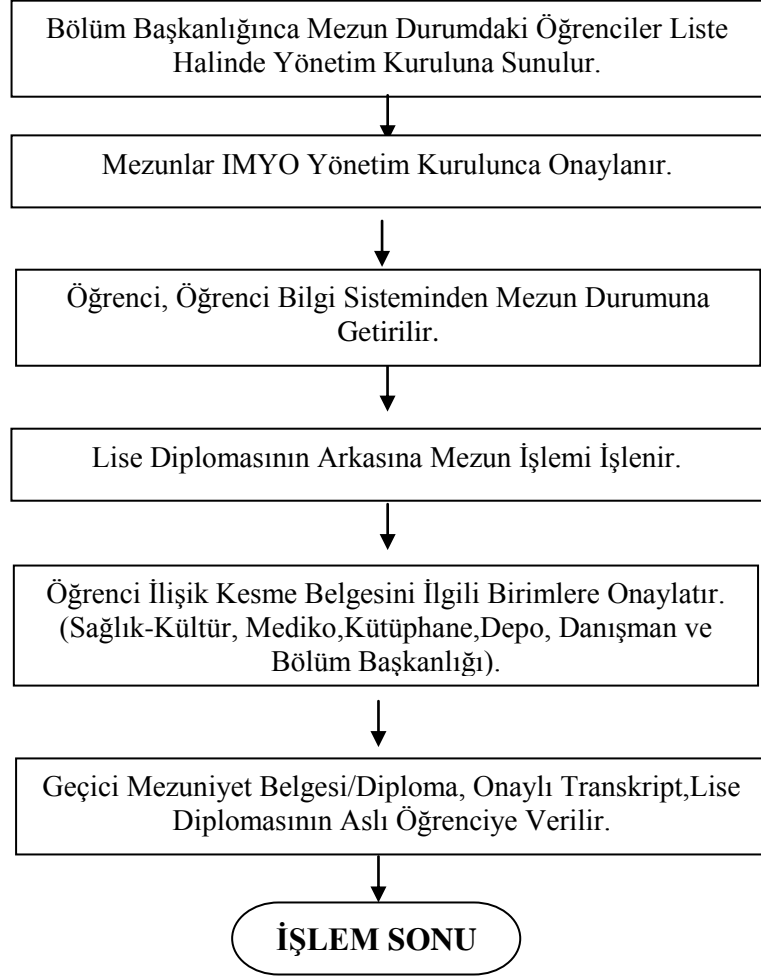 Bölüm Başkanlığınca Mezun Durumdaki Öğrenciler Liste
Halinde Yönetim Kuruluna Sunulur.
Mezunlar IMYO Yönetim Kurulunca Onaylanır.
Öğrenci, Öğrenci Bilgi Sisteminden Mezun Durumuna
Getirilir.
Lise Diplomasının Arkasına Mezun İşlemi İşlenir.
Öğrenci İlişik Kesme Belgesini İlgili Birimlere Onaylatır.
(Sağlık-Kültür, Mediko,Kütüphane,Depo, Danışman ve
Bölüm Başkanlığı).
Geçici Mezuniyet Belgesi/Diploma, Onaylı Transkript,Lise
Diplomasının Aslı Öğrenciye Verilir.
İŞLEM SONU